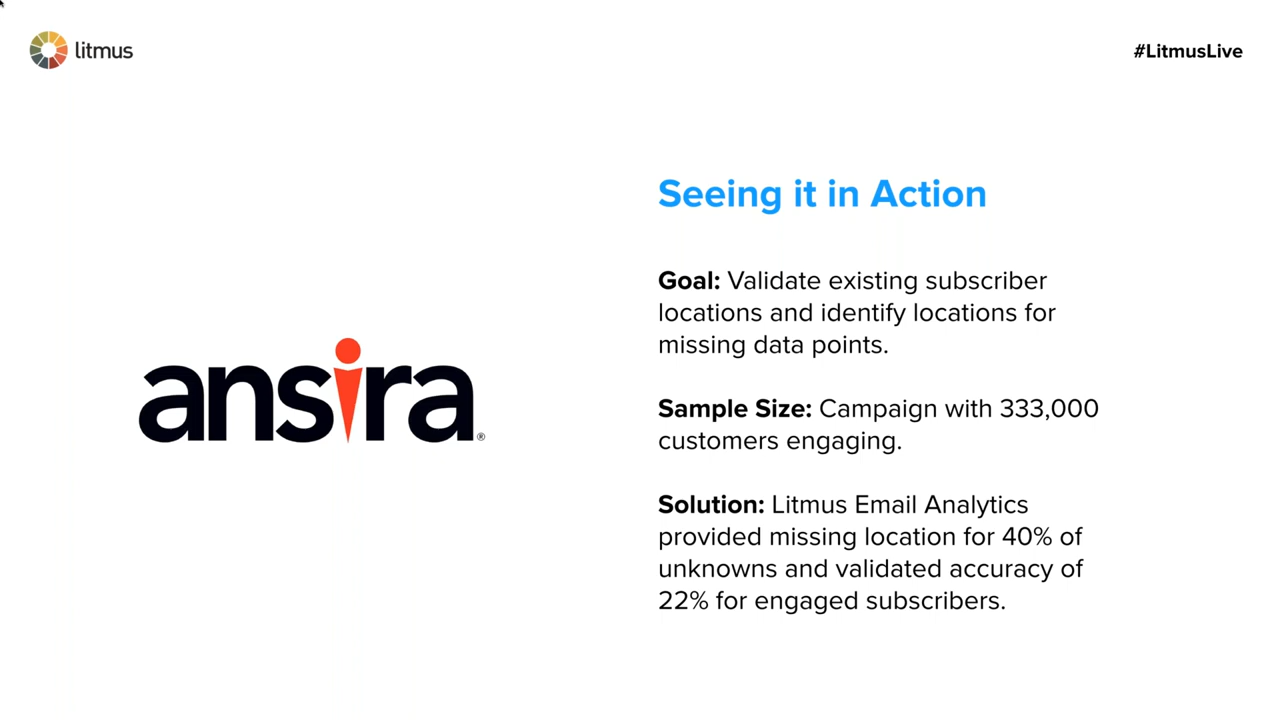 litmus
#LitmusLive
Seeing it in Action
Goal: Validate existing subscriber
locations and identify locations for
missing data points.
ansira®
Sample Size: Campaign with 333,000
customers engaging.
Solution: Litmus Email Analytics
provided missing location for 40% of
unknowns and validated accuracy of
22% for engaged subscribers.